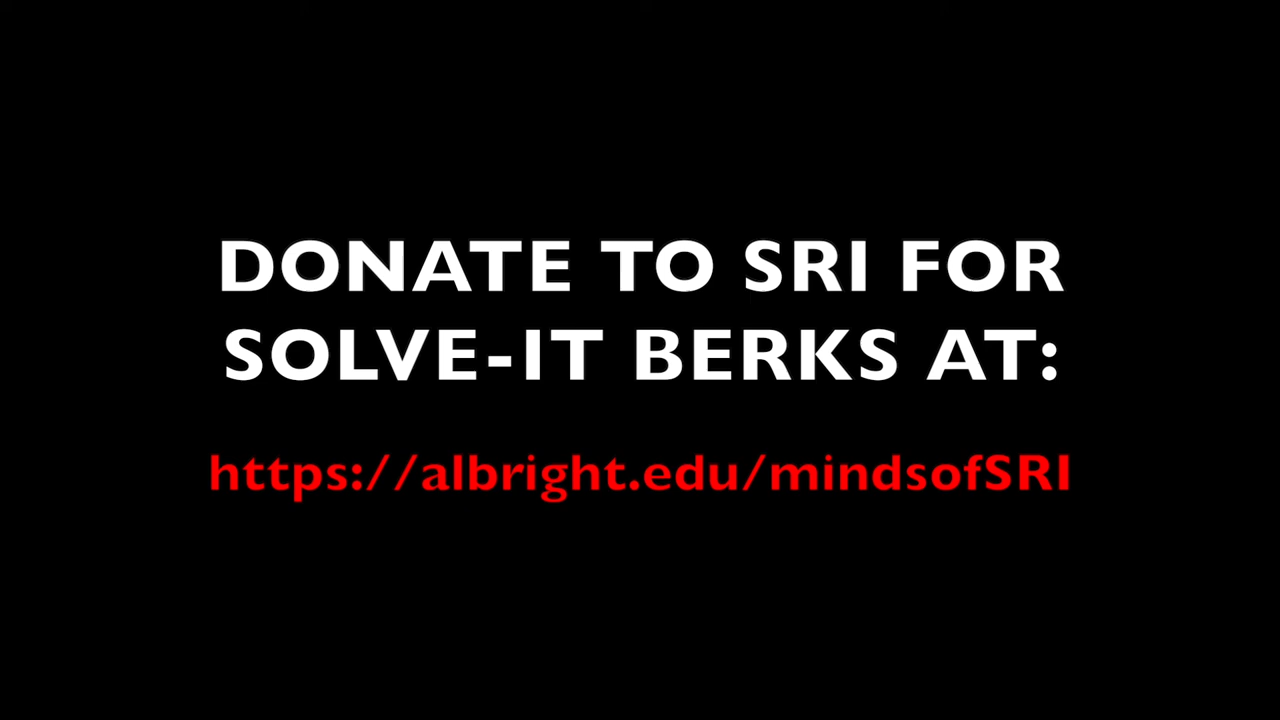 DONATE TO SRI FOR
SOLVE-IT BERKS AT:
https://albright.edu/mindsofSRI